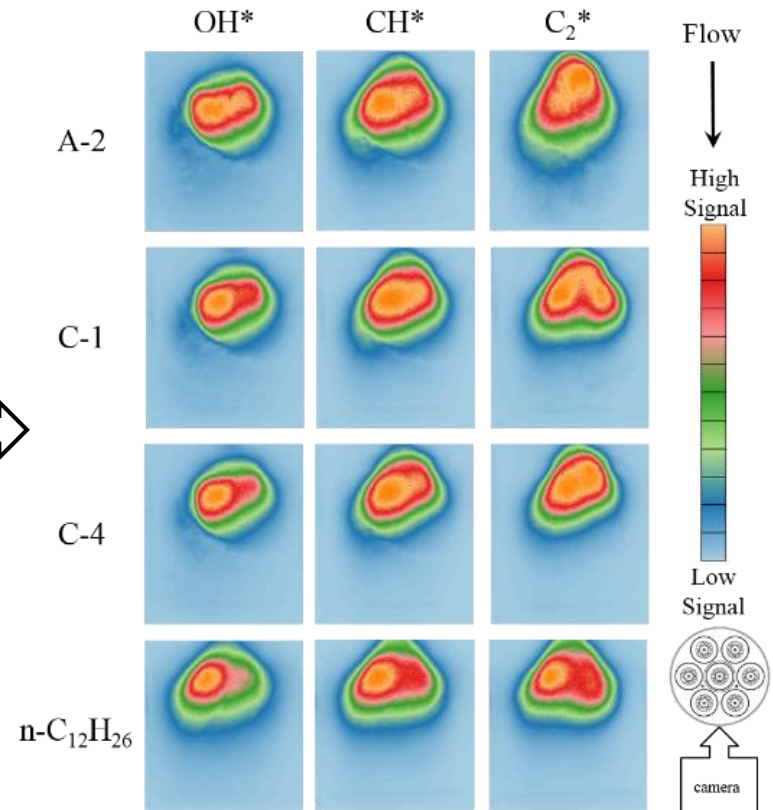 OH* CH* C₂*
Flow
A-2
High
Signal
C-1
C-4
Low
Signal
n-C₁₂H₂₆
camera